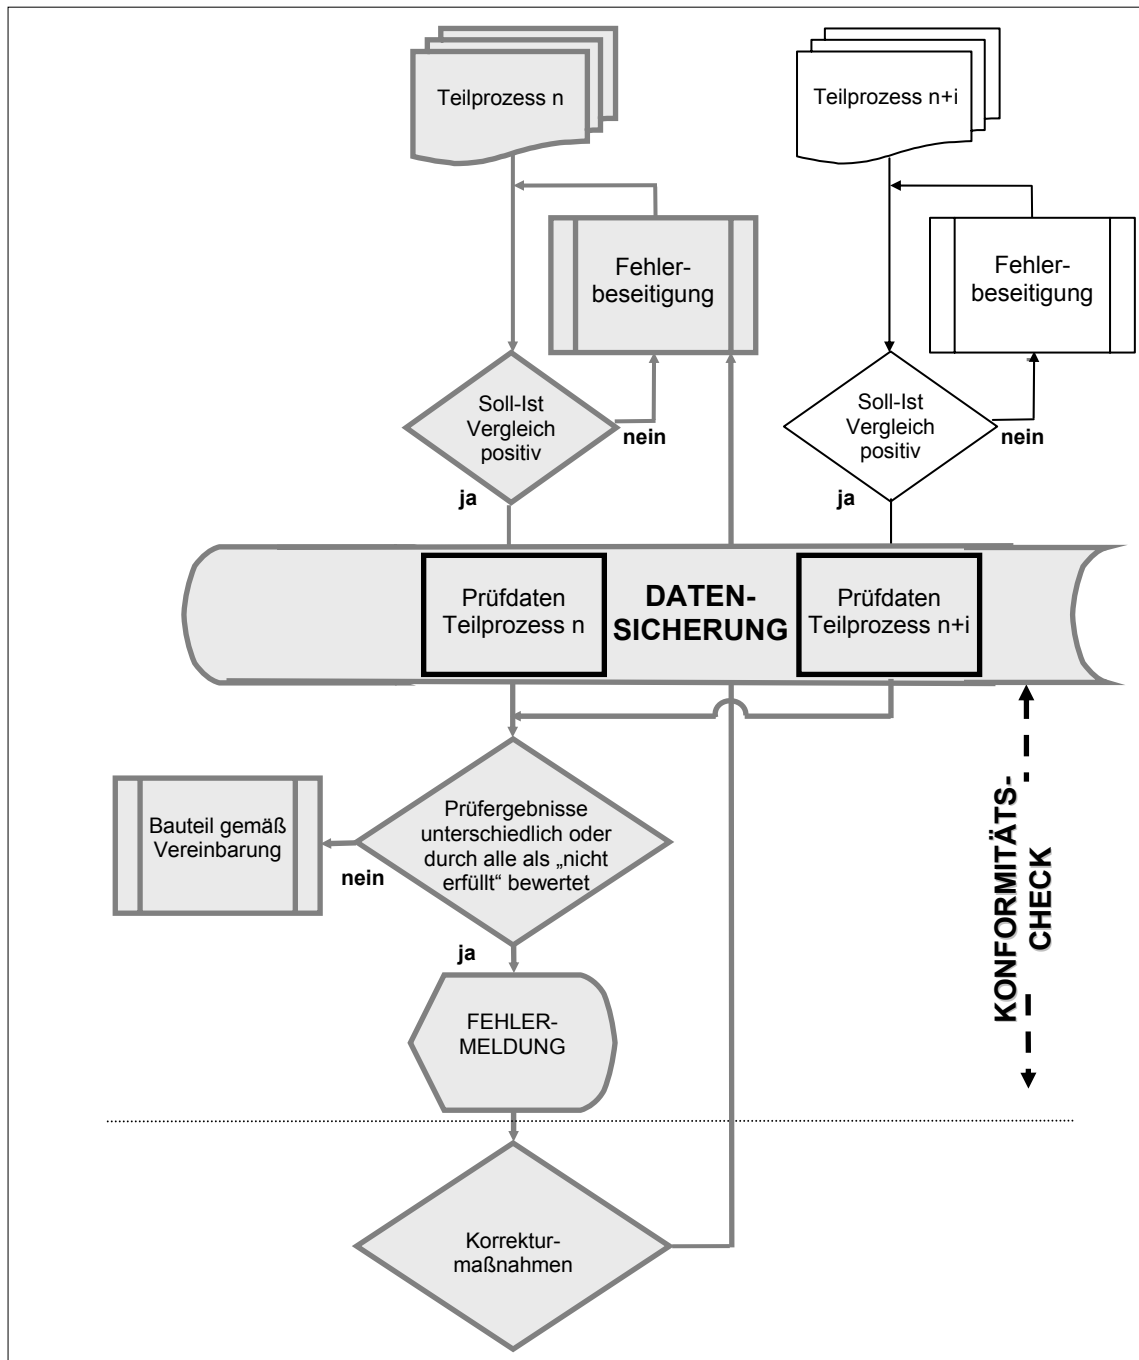 Teilprozess n
Teilprozess n+i
Fehler-
beseitigung
Fehler-
beseitigung
Soll-Ist
Vergleich
positiv
nein
ja
Soll-Ist
Vergleich
positiv
nein
ja
Prüfdaten
Teilprozess n
DATEN-
SICHERUNG
Prüfdaten
Teilprozess n+i
Prüfergebnisse
unterschiedlich oder
durch alle als „nicht
erfüllt“ bewertet
Bauteil gemäß
Vereinbarung
nein
ja
KONFORMITÄTS-
CHECK
FEHLER-
MELDUNG
Korrektur-
maßnahmen